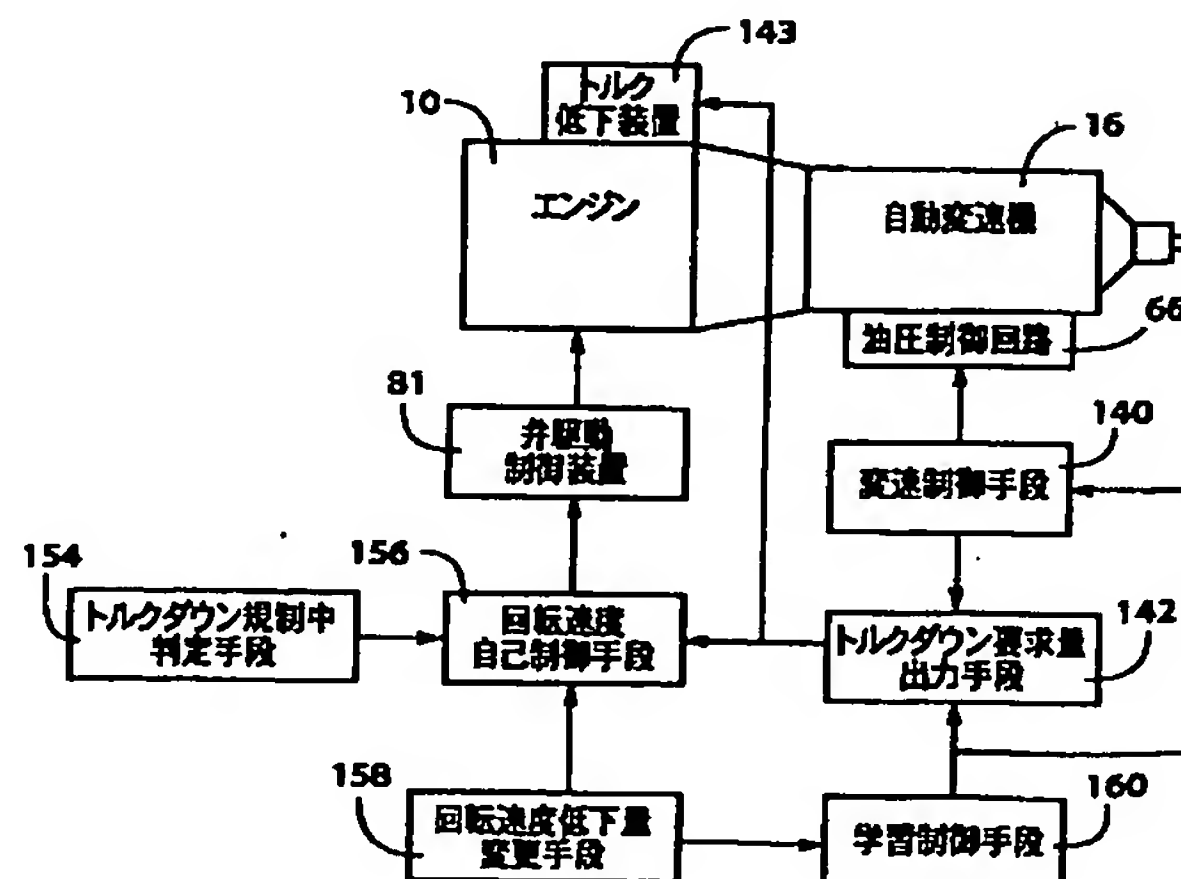 143
トルク
低下装置
10
エンジン
16
自動変速機
油圧制御回路
66
81
弁駆動
制御装置
140
変速制御手段
154
トルクダウン規制中
判定手段
156
回転速度
自己制御手段
142
トルクダウン要求量
出力手段
158
回転速度低下量
変更手段
160
学習制御手段